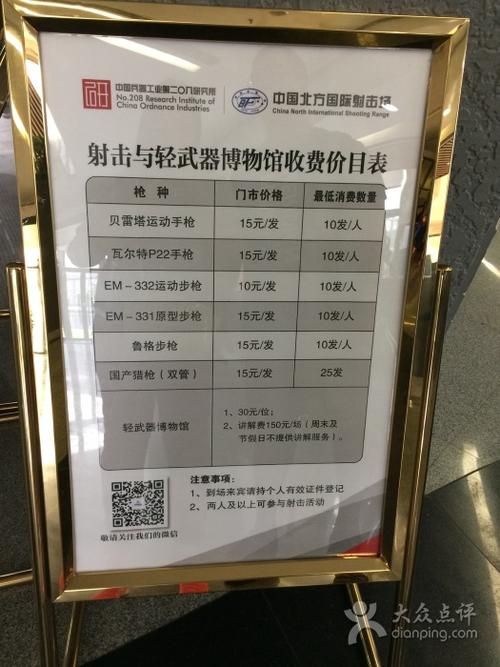 中国兵器工业第二〇八研究所
No.208 Research Institute of
China Ordnance Industries
中国北方国际射击场
China North International Shooting Range
射击与轻武器博物馆收费价目表
枪 种 门市价格 最低消费数量
贝雷塔运动手枪 15元/发 10发/人
瓦尔特P22手枪 15元/发 10发/人
EM-332运动步枪 10元/发 10发/人
EM-331原型步枪 15元/发 10发/人
鲁格步枪 15元/发 10发/人
国产猎枪（双管） 15元/发 25发
轻武器博物馆
1、30元/位；
2、讲解费150元/场（周末及
节假日不提供讲解服务）。
注意事项：
1、到场来宾请持个人有效证件登记
2、两人及以上可参与射击活动
敬请关注我们的微信
大众点评
dianping.com